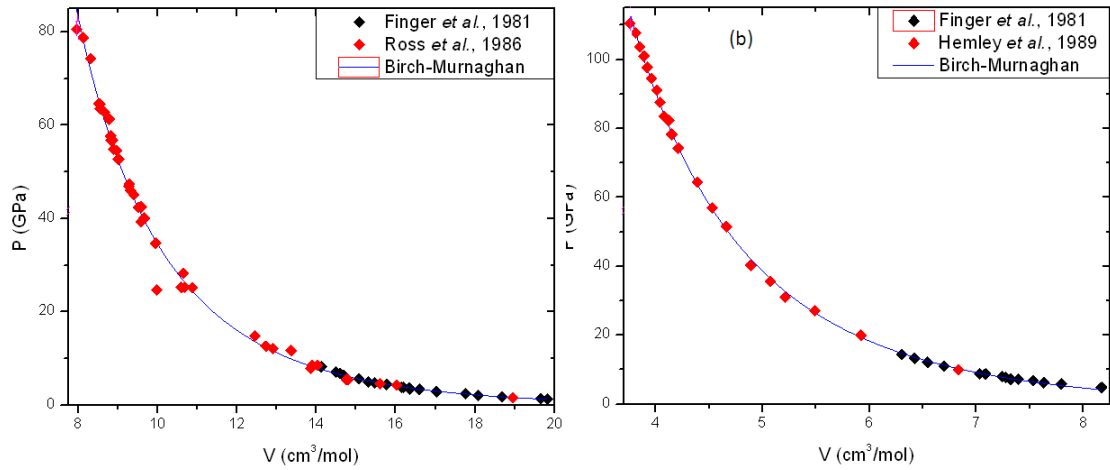 Finger et al., 1981
Ross et al., 1986
Birch-Murnaghan
80
60
40
20
0
P (GPa)
8 10 12 14 16 18 20
V (cm³/mol)
(b)
Finger et al., 1981
Hemley et al., 1989
Birch-Murnaghan
100
80
60
40
20
0
P (GPa)
4 5 6 7 8
V (cm³/mol)